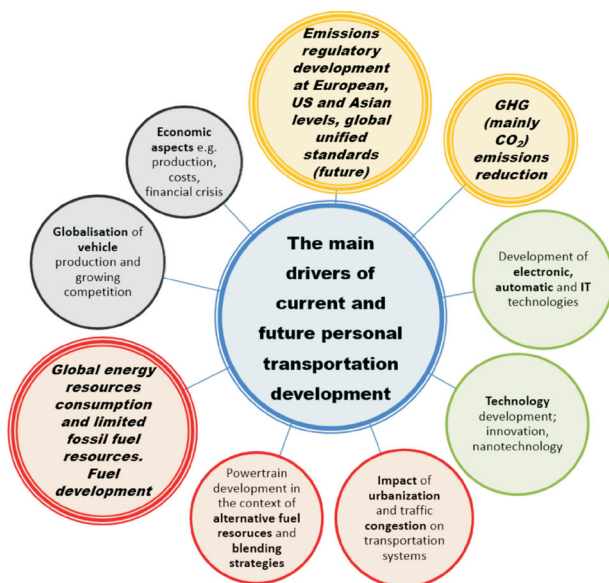 Emissions
regulatory
development
at European,
US and Asian
levels, global
unified
standards
(future)
GHG
(mainly
CO₂)
emissions
reduction
Economic
aspects e.g.
production,
costs,
financial crisis
Globalisation of
vehicle
production and
growing
competition
The main
drivers of
current and
future personal
transportation
development
Development of
electronic,
automatic and IT
technologies
Global energy
resources
consumption
and limited
fossil fuel
resources.
Fuel
development
Technology
development;
innovation,
nanotechnology
Powertrain
development in
the context of
alternative fuel
resoruces and
blending
strategies
Impact of
urbanization
and traffic
congestion on
transportation
systems